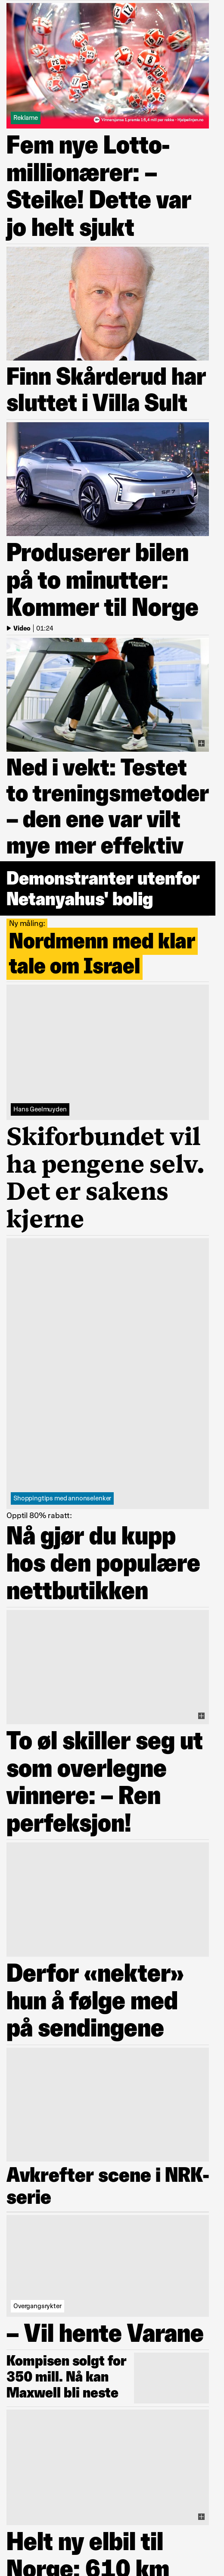 Reklame
Vinnersjanse 1 premie 1:5,4 mill per rekke - Hjelpelinjen.no
Fem nye Lotto-
millionærer: –
Steike! Dette var
jo helt sjukt
Finn Skårderud har
sluttet i Villa Sult
Produserer bilen
på to minutter:
Kommer til Norge
Video | 01:24
Ned i vekt: Testet
to treningsmetoder
– den ene var vilt
mye mer effektiv
Demonstranter utenfor
Netanyahus' bolig
Ny måling:
Nordmenn med klar
tale om Israel
Hans Geelmuyden
Skiforbundet vil
ha pengene selv.
Det er sakens
kjerne
Shoppingtips med annonselenker
Opptil 80% rabatt:
Nå gjør du kupp
hos den populære
nettbutikken
To øl skiller seg ut
som overlegne
vinnere: – Ren
perfeksjon!
Derfor «nekter»
hun å følge med
på sendingene
Avkrefter scene i NRK-
serie
Overgangsrykter
– Vil hente Varane
Kompisen solgt for
350 mill. Nå kan
Maxwell bli neste
Helt ny elbil til
Norge: 610 km